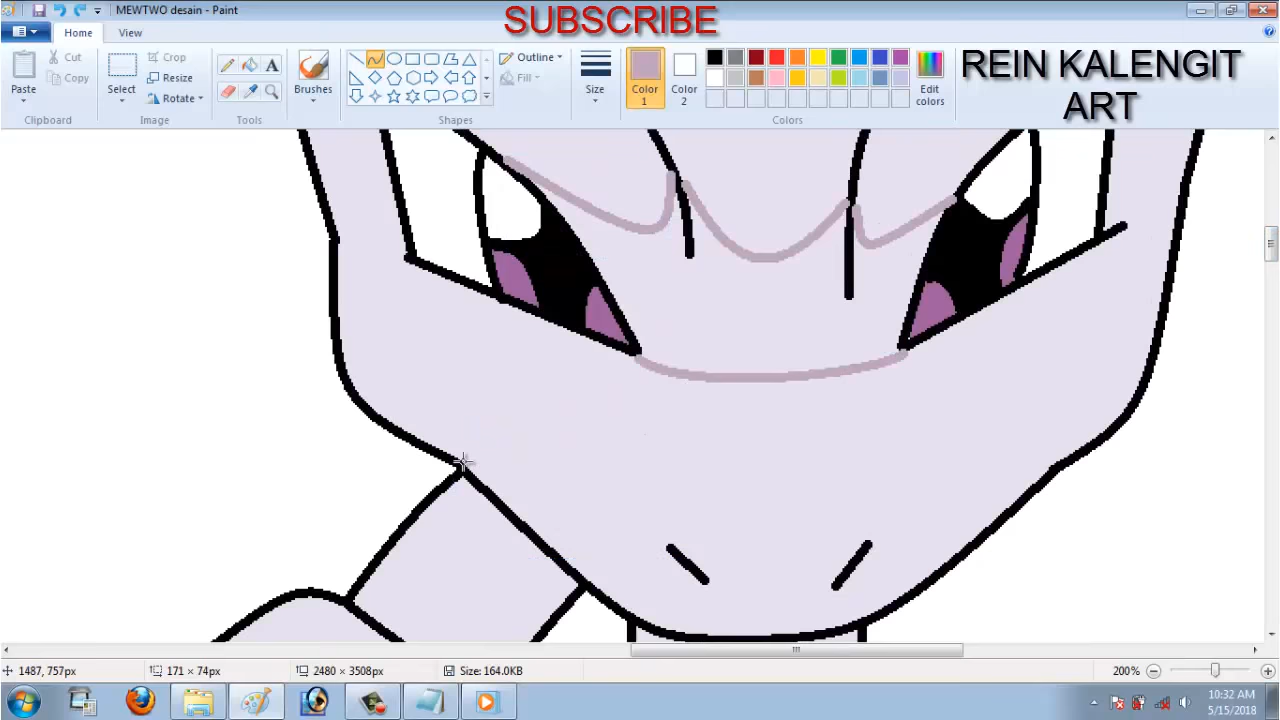 MEWTWO desain - Paint
SUBSCRIBE
Home
View
Paste
Cut
Copy
Clipboard
Select
Crop
Resize
Rotate
Image
A
Tools
Brushes
Shapes
Outline
Fill
Size
Color 1
Color 2
Edit colors
Colors
REIN KALENGIT
ART
1487, 757px
171 × 74px
2480 × 3508px
Size: 164.0KB
200%
10:32 AM
5/15/2018